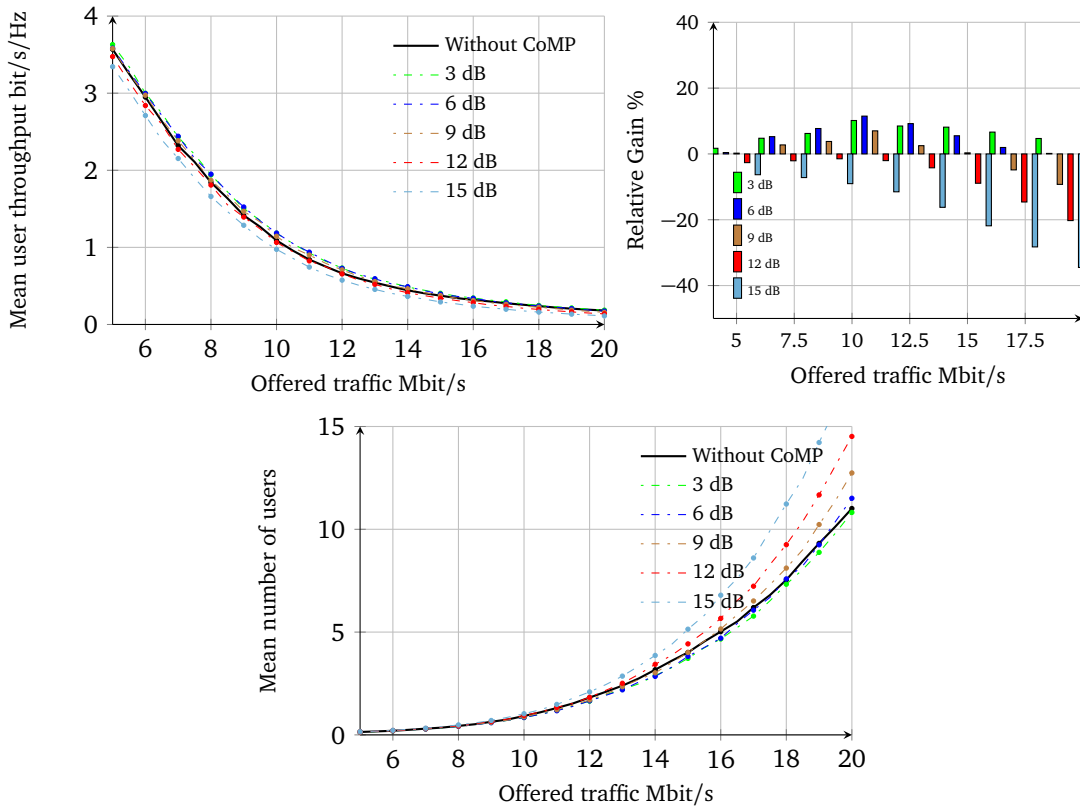 Mean user throughput bit/s/Hz
4
3
2
1
0
6 8 10 12 14 16 18 20
Offered traffic Mbit/s
Without CoMP
3 dB
6 dB
9 dB
12 dB
15 dB
Relative Gain %
40
20
0
−20
−40
5 7.5 10 12.5 15 17.5
Offered traffic Mbit/s
3 dB
6 dB
9 dB
12 dB
15 dB
Mean number of users
15
10
5
0
6 8 10 12 14 16 18 20
Offered traffic Mbit/s
Without CoMP
3 dB
6 dB
9 dB
12 dB
15 dB